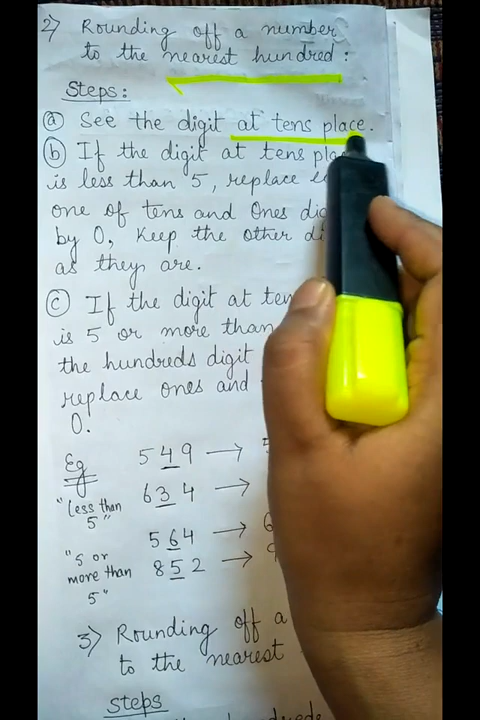 2) Rounding off a number
to the nearest hundred :
Steps :
(a) See the digit at tens place.
(b) If the digit at tens
is less than 5, replace
one of tens and Ones
by 0, Keep the other
as they are.
(c) If the digit at
is 5 or more than
the hundreds digit
replace ones and
0.
Eg 549 →
"less than 5" 634 →
564 →
"5 or more than 5" 852 → 9
3) Rounding off a
to the nearest
Steps